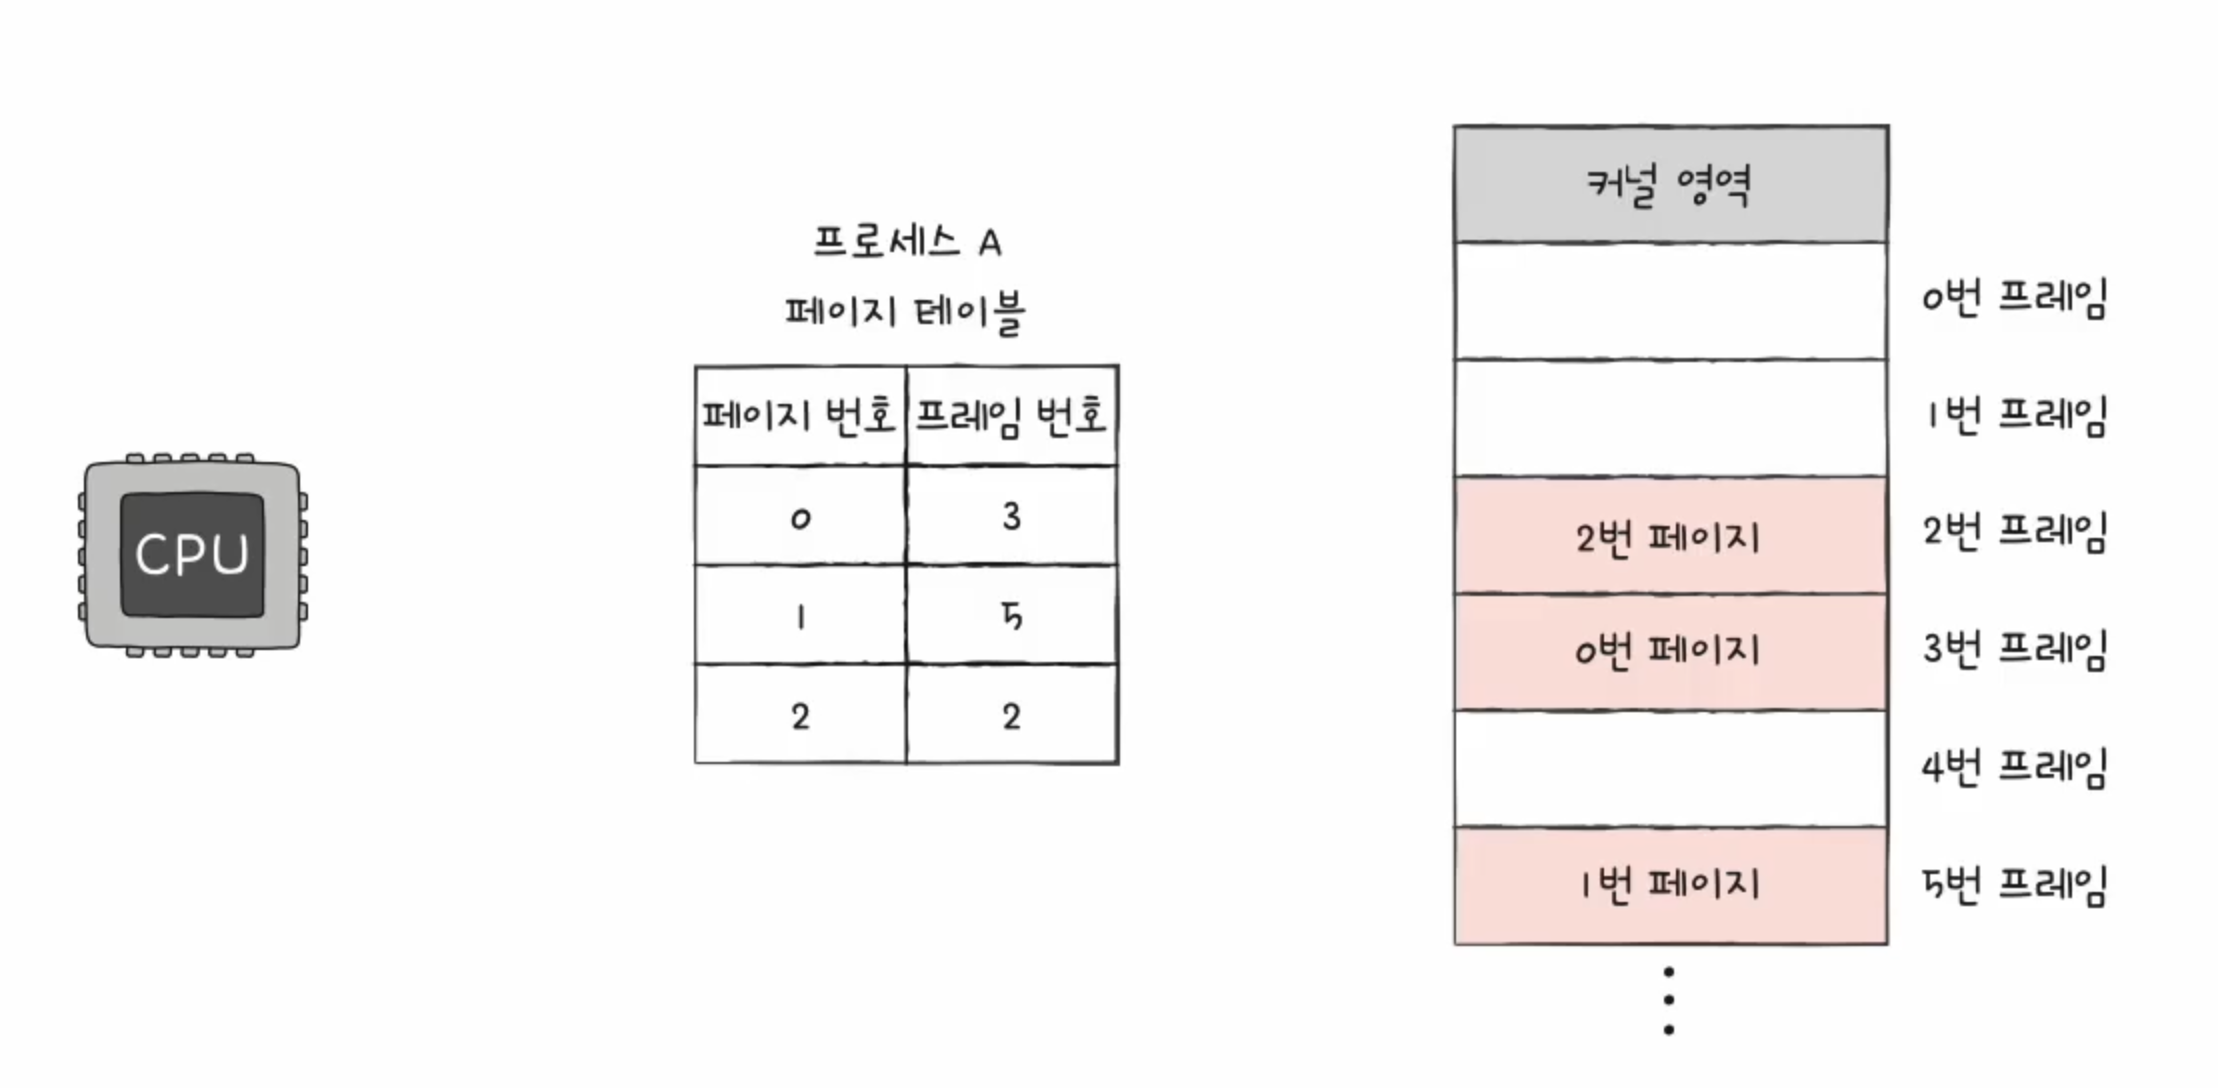 CPU
프로세스 A
페이지 테이블
페이지 번호 프레임 번호
0 3
1 5
2 2
커널 영역
0번 프레임
1번 프레임
2번 페이지 2번 프레임
0번 페이지 3번 프레임
4번 프레임
1번 페이지 5번 프레임